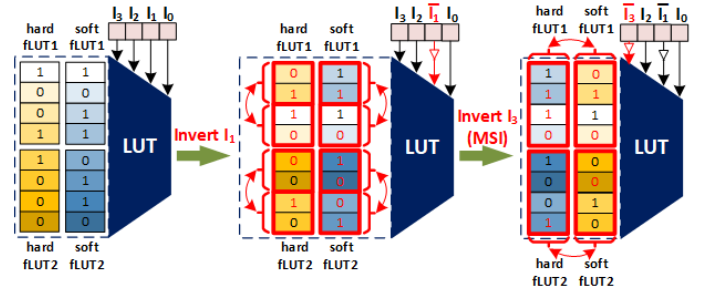 I₃ I₂ I₁ I₀
hard soft
fLUT1 fLUT1
1 1
0 0
0 1
1 1
1 0
0 1
0 1
0 0
LUT
hard soft
fLUT2 fLUT2
Invert I₁
I₃ I₂ I̅₁ I₀
hard soft
fLUT1 fLUT1
0 1
1 1
1 1
0 0
0 1
0 0
1 0
0 1
LUT
hard soft
fLUT2 fLUT2
Invert I₃
(MSI)
I̅₃ I₂ I̅₁ I₀
hard soft
fLUT1 fLUT1
1 0
1 1
1 1
0 0
1 0
0 0
0 1
1 0
LUT
hard soft
fLUT2 fLUT2